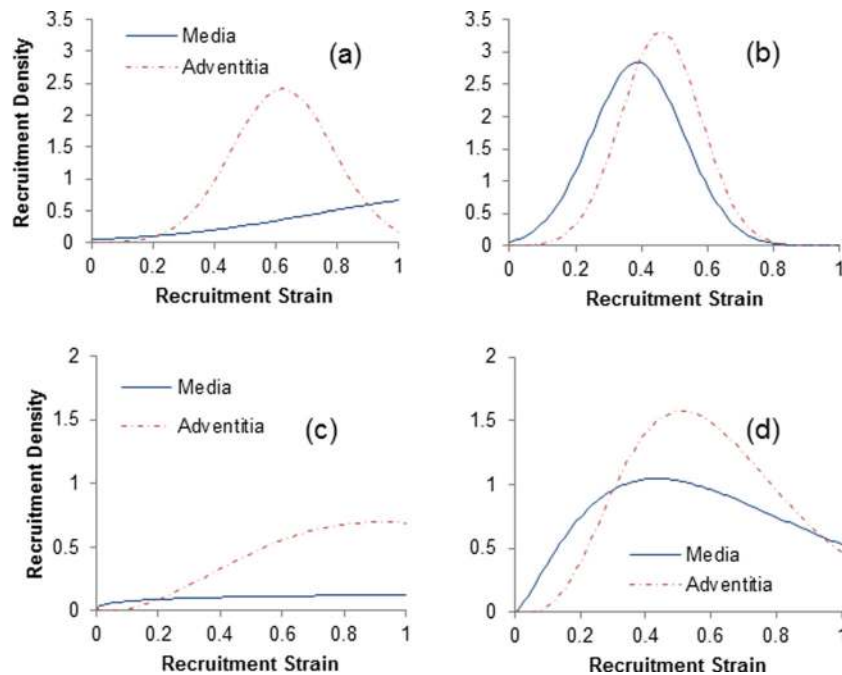 3.5
3
2.5
2
1.5
1
0.5
0
Recruitment Density
Media
Adventitia
(a)
0 0.2 0.4 0.6 0.8 1
Recruitment Strain
3.5
3
2.5
2
1.5
1
0.5
0
(b)
0 0.2 0.4 0.6 0.8 1
Recruitment Strain
2
1.5
1
0.5
0
Recruitment Density
Media
Adventitia
(c)
0 0.2 0.4 0.6 0.8 1
Recruitment Strain
2
1.5
1
0.5
0
(d)
Media
Adventitia
0 0.2 0.4 0.6 0.8 1
Recruitment Strain